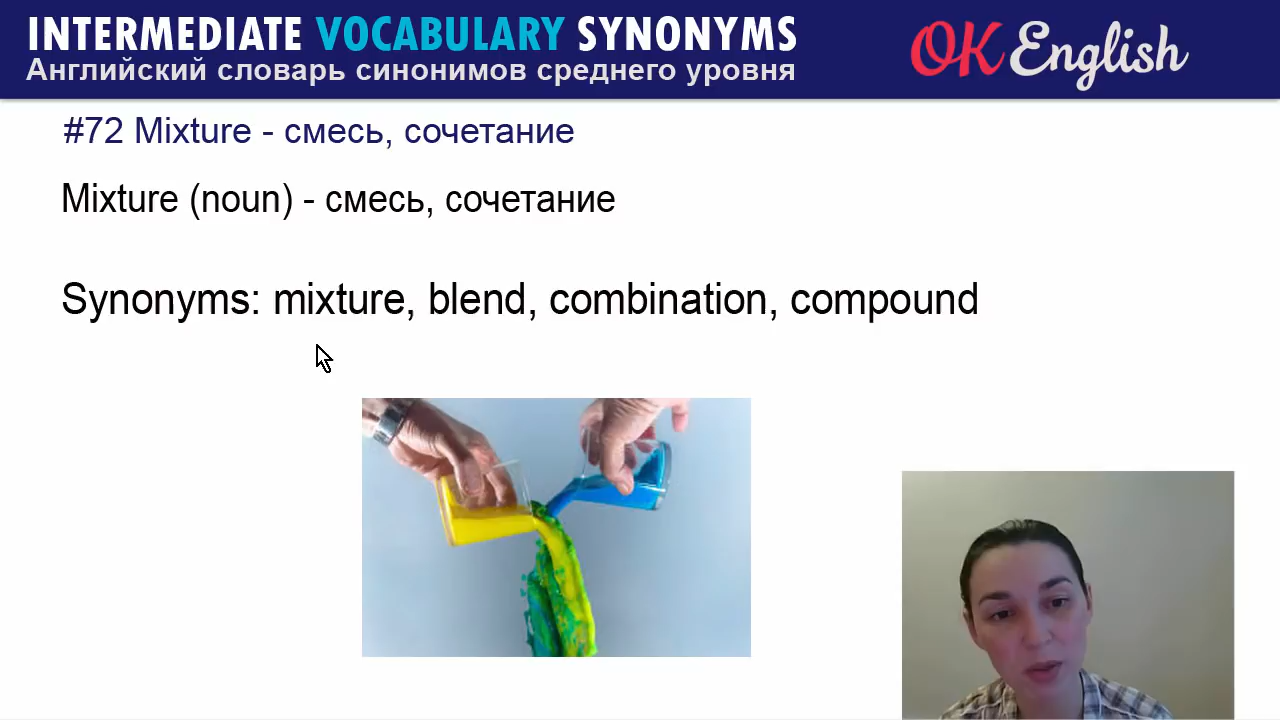 INTERMEDIATE VOCABULARY SYNONYMS
Английский словарь синонимов среднего уровня
OK English
#72 Mixture - смесь, сочетание
Mixture (noun) - смесь, сочетание
Synonyms: mixture, blend, combination, compound